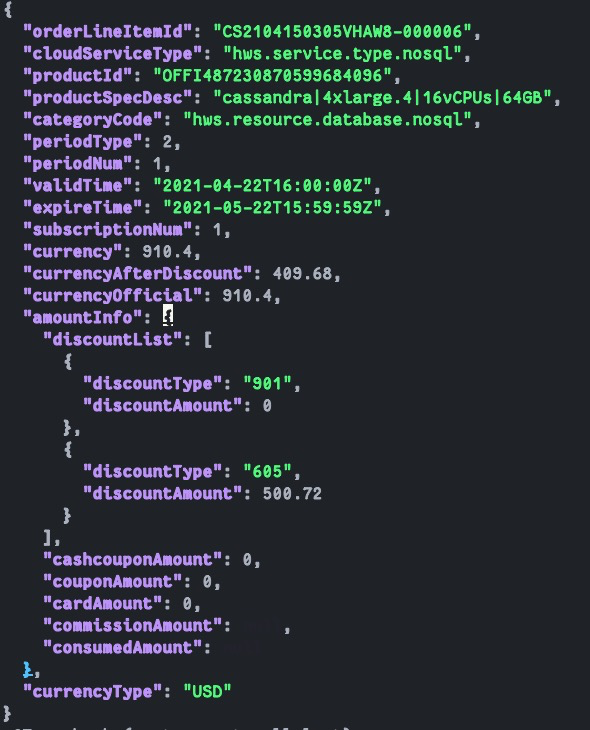 {
"orderLineItemId": "CS2104150305VHAW8-000006",
"cloudServiceType": "hws.service.type.nosql",
"productId": "OFFI487230870599684096",
"productSpecDesc": "cassandra|4xlarge.4|16vCPUs|64GB",
"categoryCode": "hws.resource.database.nosql",
"periodType": 2,
"periodNum": 1,
"validTime": "2021-04-22T16:00:00Z",
"expireTime": "2021-05-22T15:59:59Z",
"subscriptionNum": 1,
"currency": 910.4,
"currencyAfterDiscount": 409.68,
"currencyOfficial": 910.4,
"amountInfo": {
"discountList": [
{
"discountType": "901",
"discountAmount": 0
},
{
"discountType": "605",
"discountAmount": 500.72
}
],
"cashcouponAmount": 0,
"couponAmount": 0,
"cardAmount": 0,
"commissionAmount": ,
"consumedAmount":
},
"currencyType": "USD"
}